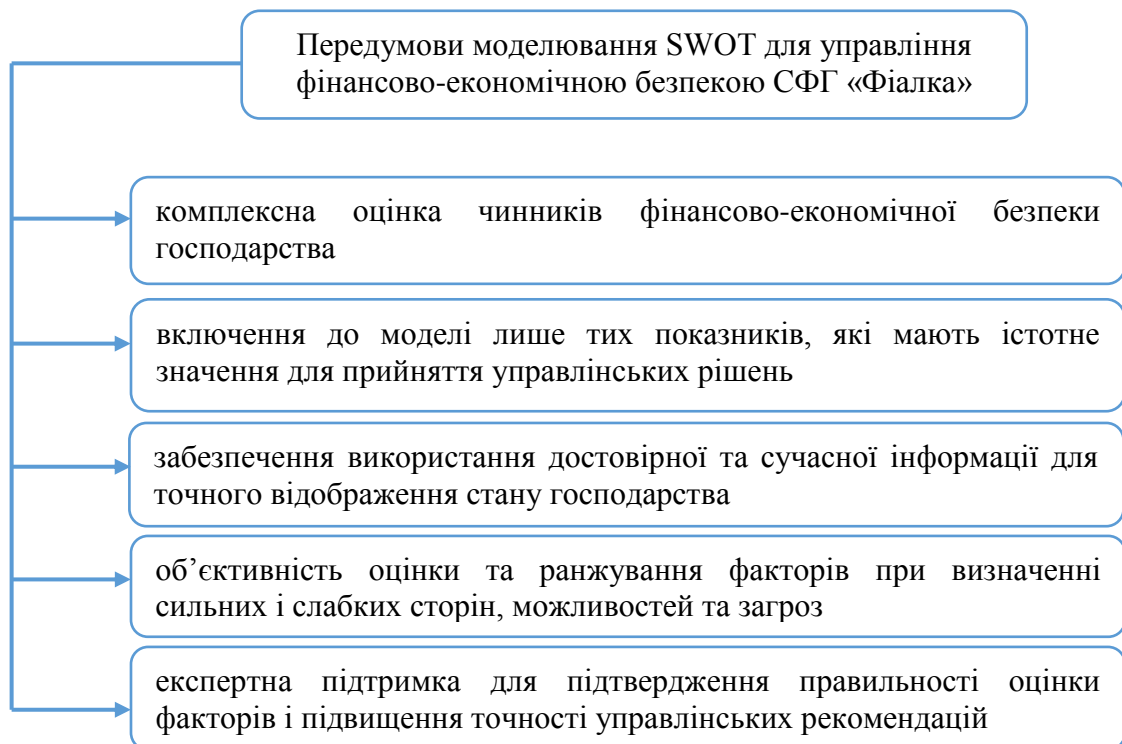 Передумови моделювання SWOT для управління
фінансово-економічною безпекою СФГ «Фіалка»
комплексна оцінка чинників фінансово-економічної безпеки
господарства
включення до моделі лише тих показників, які мають істотне
значення для прийняття управлінських рішень
забезпечення використання достовірної та сучасної інформації для
точного відображення стану господарства
об’єктивність оцінки та ранжування факторів при визначенні
сильних і слабких сторін, можливостей та загроз
експертна підтримка для підтвердження правильності оцінки
факторів і підвищення точності управлінських рекомендацій